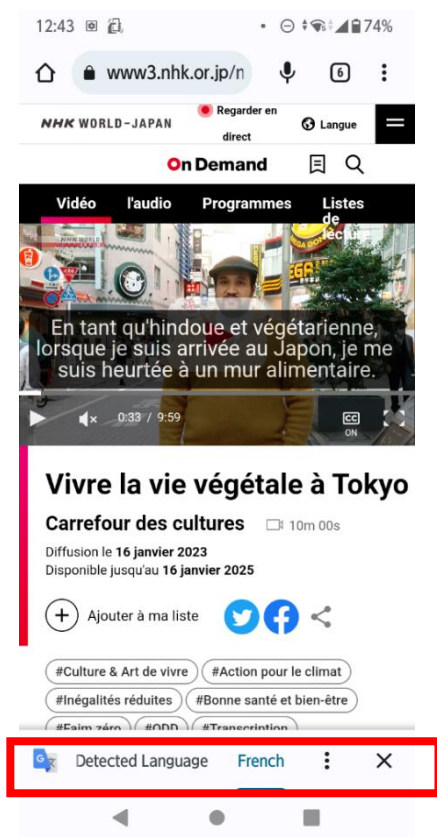 12:43
74%
www3.nhk.or.jp/n
6
NHK WORLD-JAPAN
Regarder en
direct
Langue
On Demand
Vidéo l'audio Programmes Listes
de
lecture
NHK WORLD
En tant qu'hindoue et végétarienne,
lorsque je suis arrivée au Japon, je me
suis heurtée à un mur alimentaire.
0:33 / 9:59
CC
ON
Vivre la vie végétale à Tokyo
Carrefour des cultures 10m 00s
Diffusion le 16 janvier 2023
Disponible jusqu'au 16 janvier 2025
Ajouter à ma liste
#Culture & Art de vivre #Action pour le climat
#Inégalités réduites #Bonne santé et bien-être
#Faim zéro #ODD #Transcription
Detected Language French